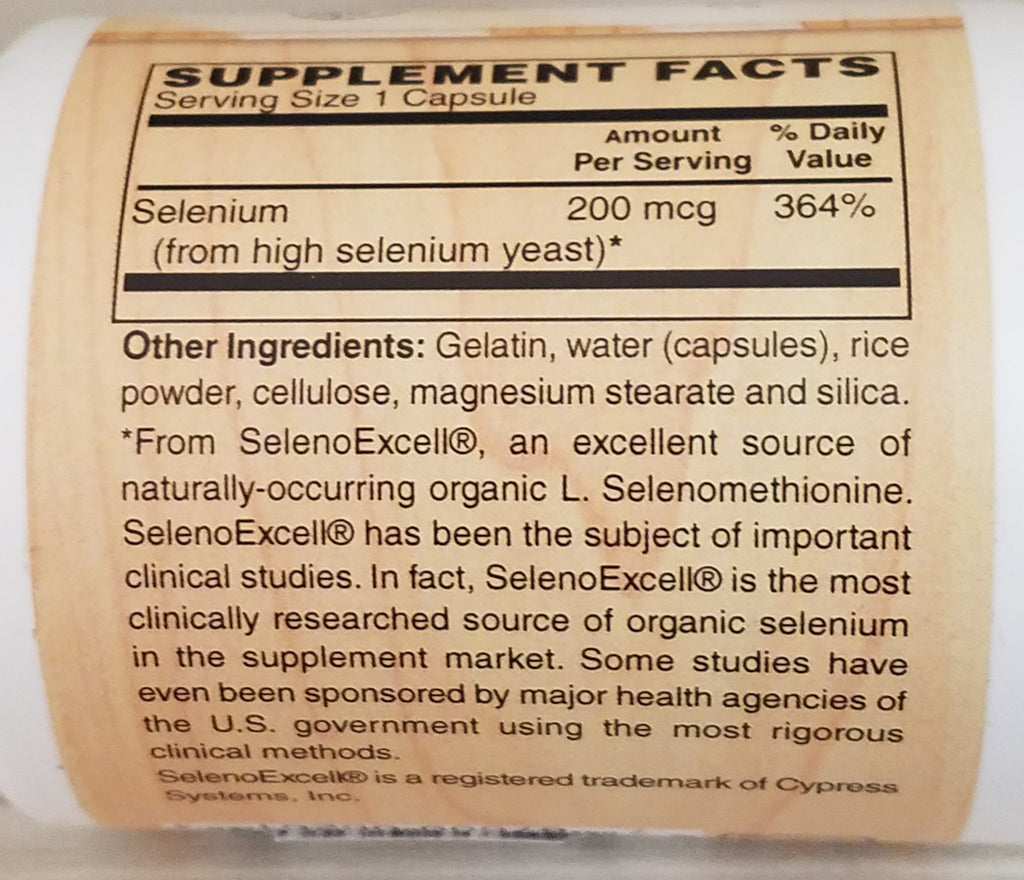 SUPPLEMENT FACTS
Serving Size 1 Capsule
Amount Per Serving
% Daily Value
Selenium 200 mcg 364%
(from high selenium yeast)*
Other Ingredients: Gelatin, water (capsules), rice
powder, cellulose, magnesium stearate and silica.
*From SelenoExcell®, an excellent source of
naturally-occurring organic L. Selenomethionine.
SelenoExcell® has been the subject of important
clinical studies. In fact, SelenoExcell® is the most
clinically researched source of organic selenium
in the supplement market. Some studies have
even been sponsored by major health agencies of
the U.S. government using the most rigorous
clinical methods.
SelenoExcell® is a registered trademark of Cypress
Systems, Inc.